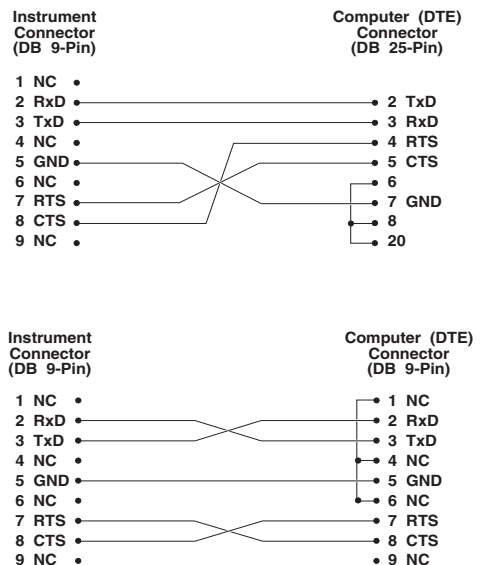 Instrument
Connector
(DB 9-Pin)
Computer (DTE)
Connector
(DB 25-Pin)
1 NC
2 RxD
2 TxD
3 TxD
3 RxD
4 NC
4 RTS
5 GND
5 CTS
6 NC
6
7 RTS
7 GND
8 CTS
8
9 NC
20
Instrument
Connector
(DB 9-Pin)
Computer (DTE)
Connector
(DB 9-Pin)
1 NC
1 NC
2 RxD
2 RxD
3 TxD
3 TxD
4 NC
4 NC
5 GND
5 GND
6 NC
6 NC
7 RTS
7 RTS
8 CTS
8 CTS
9 NC
9 NC